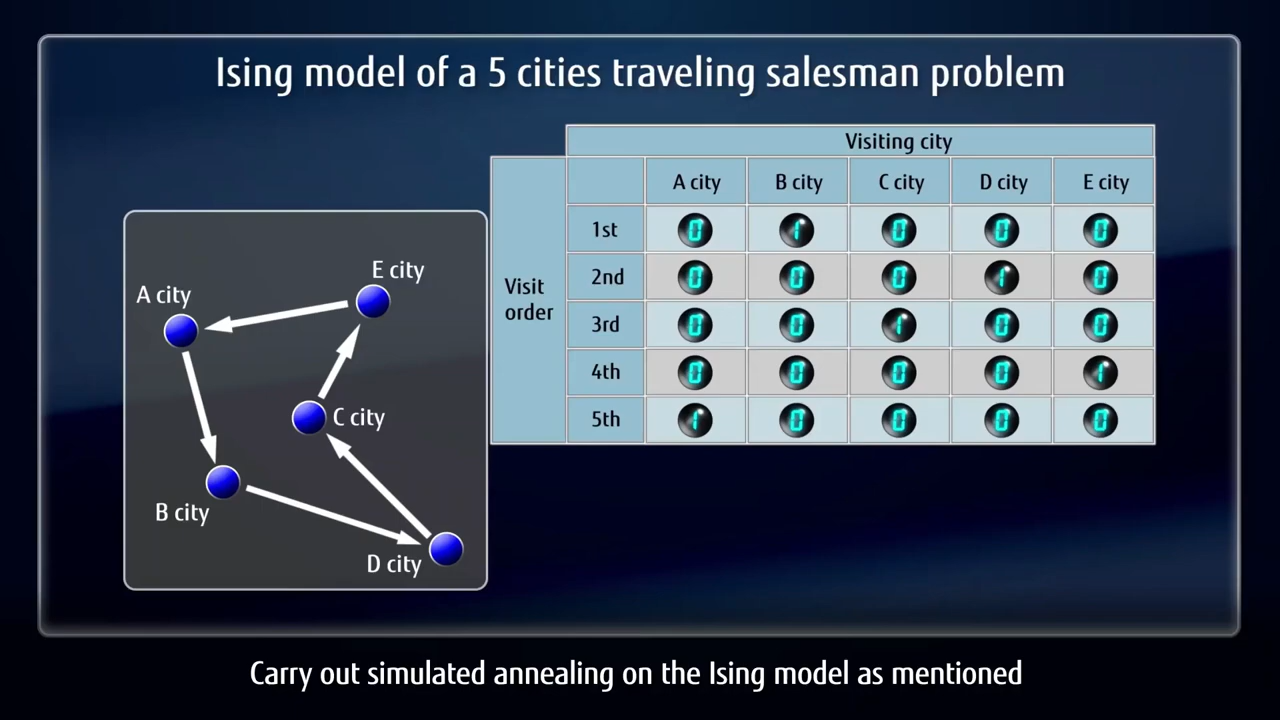 Ising model of a 5 cities traveling salesman problem
Visiting city
A city B city C city D city E city
Visit order
1st 0 1 0 0 0
2nd 0 0 0 1 0
3rd 0 0 1 0 0
4th 0 0 0 0 1
5th 1 0 0 0 0
E city
A city
C city
B city
D city
Carry out simulated annealing on the Ising model as mentioned